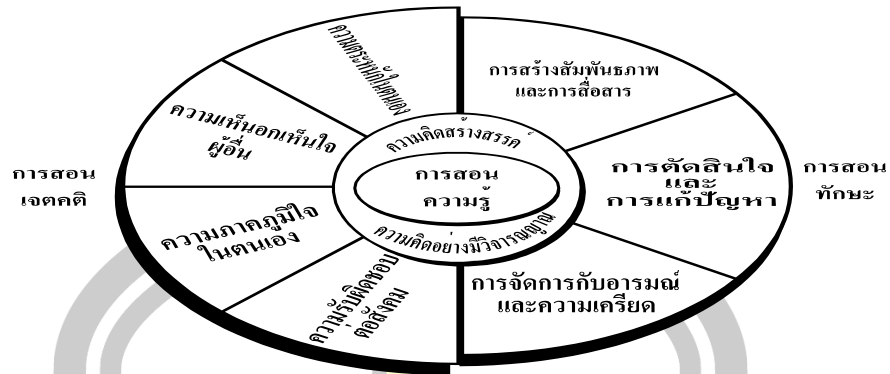 ความตระหนักในตนเอง
การสร้างสัมพันธภาพ
และการสื่อสาร
ความเห็นอกเห็นใจ
ผู้อื่น
ความคิดสร้างสรรค์
การสอน
เจตคติ
การสอน
ความรู้
การตัดสินใจ
และ
การแก้ปัญหา
การสอน
ทักษะ
ความภาคภูมิใจ
ในตนเอง
ความคิดอย่างมีวิจารณญาณ
ความรับผิดชอบ
ต่อสังคม
การจัดการกับอารมณ์
และความเครียด